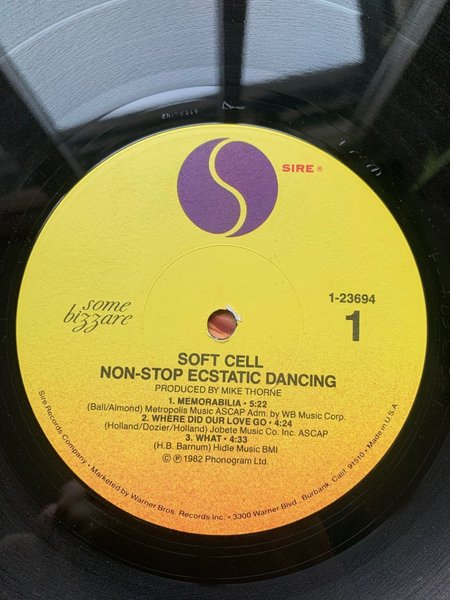 SIRE ®
some
bizzare
1-23694
1
SOFT CELL
NON-STOP ECSTATIC DANCING
PRODUCED BY MIKE THORNE
1. MEMORABILIA • 5:22
(Ball/Almond) Metropolis Music ASCAP Adm. by WB Music Corp.
2. WHERE DID OUR LOVE GO • 4:24
(Holland/Dozier/Holland) Jobete Music Co. Inc. ASCAP
3. WHAT • 4:33
(H.B. Barnum) Hidle Music BMI
© ℗ 1982 Phonogram Ltd.
Sire Records Company • Marketed by Warner Bros. Records Inc. • 3300 Warner Blvd. • Burbank, Calif. 91510 • Made in U.S.A.